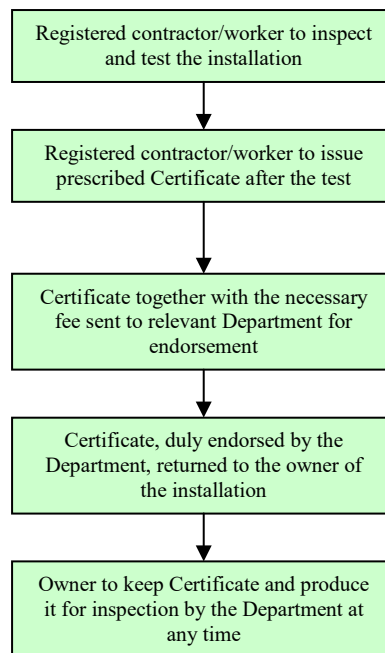 Registered contractor/worker to inspect
and test the installation
Registered contractor/worker to issue
prescribed Certificate after the test
Certificate together with the necessary
fee sent to relevant Department for
endorsement
Certificate, duly endorsed by the
Department, returned to the owner of
the installation
Owner to keep Certificate and produce
it for inspection by the Department at
any time